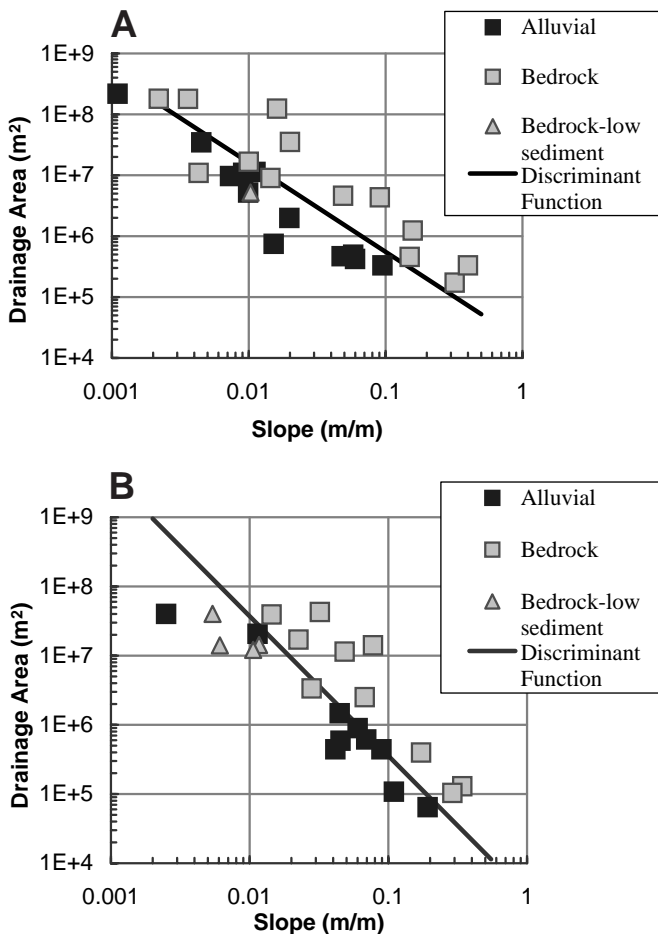 A
Alluvial
Bedrock
Bedrock-low
sediment
Discriminant
Function
Drainage Area (m²)
1E+9
1E+8
1E+7
1E+6
1E+5
1E+4
0.001
0.01
0.1
1
Slope (m/m)
B
Alluvial
Bedrock
Bedrock-low
sediment
Discriminant
Function
Drainage Area (m²)
1E+9
1E+8
1E+7
1E+6
1E+5
1E+4
0.001
0.01
0.1
1
Slope (m/m)